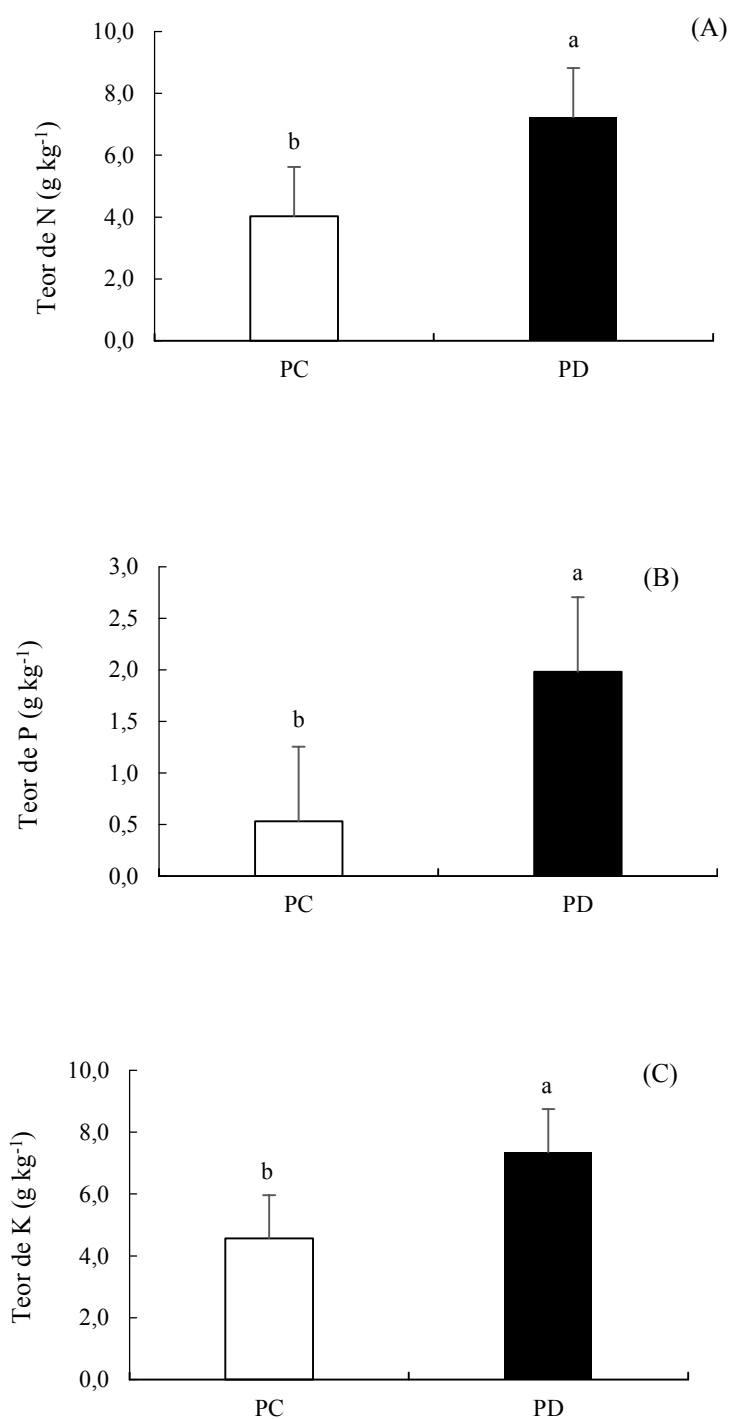 (A)
Teor de N (g kg-1)
10,0
8,0
6,0
4,0
2,0
0,0
b
a
PC
PD
(B)
Teor de P (g kg-1)
3,0
2,5
2,0
1,5
1,0
0,5
0,0
b
a
PC
PD
(C)
Teor de K (g kg-1)
10,0
8,0
6,0
4,0
2,0
0,0
b
a
PC
PD